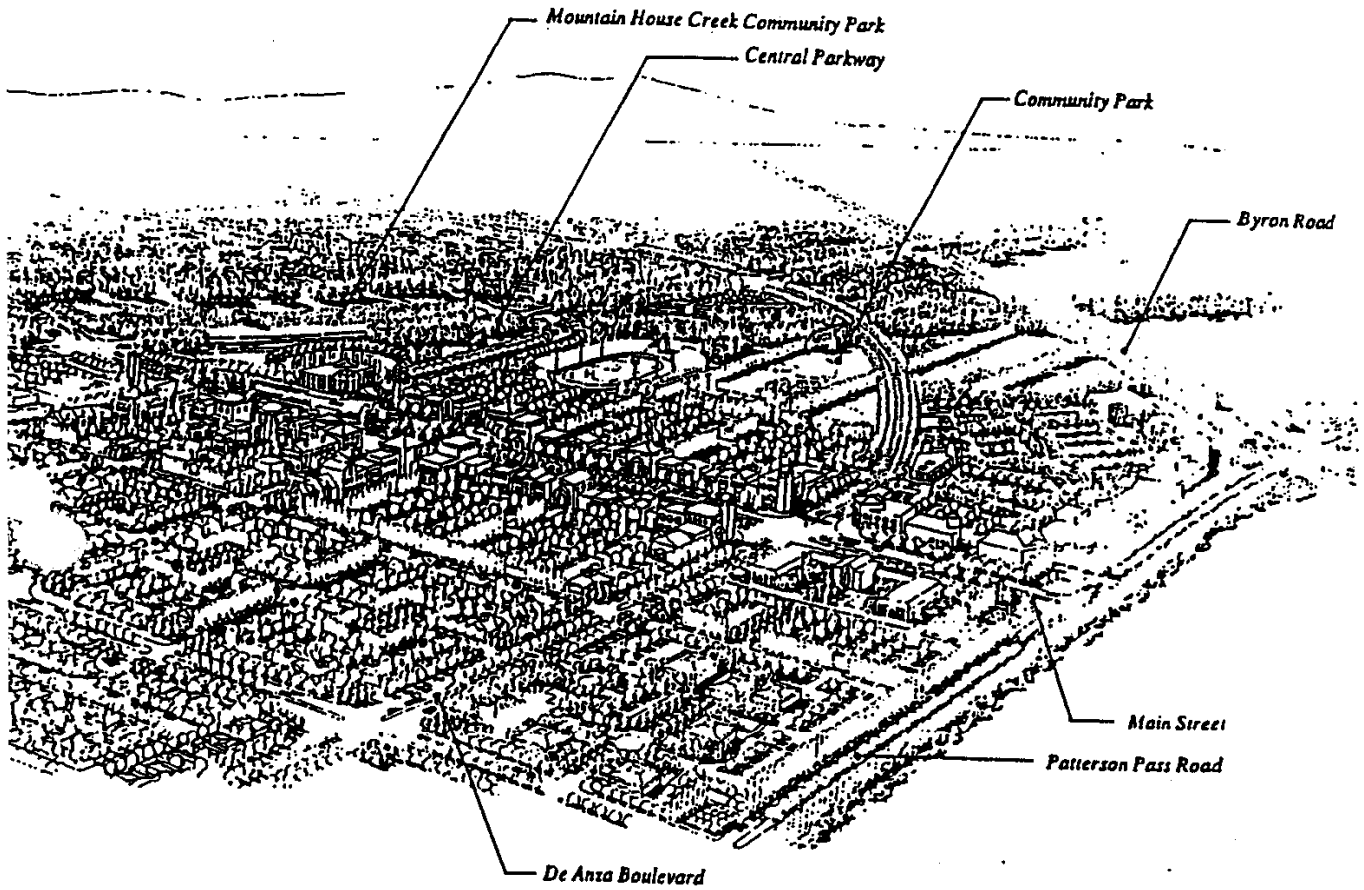 Mountain House Creek Community Park
Central Parkway
Community Park
Byron Road
Main Street
Patterson Pass Road
De Anza Boulevard